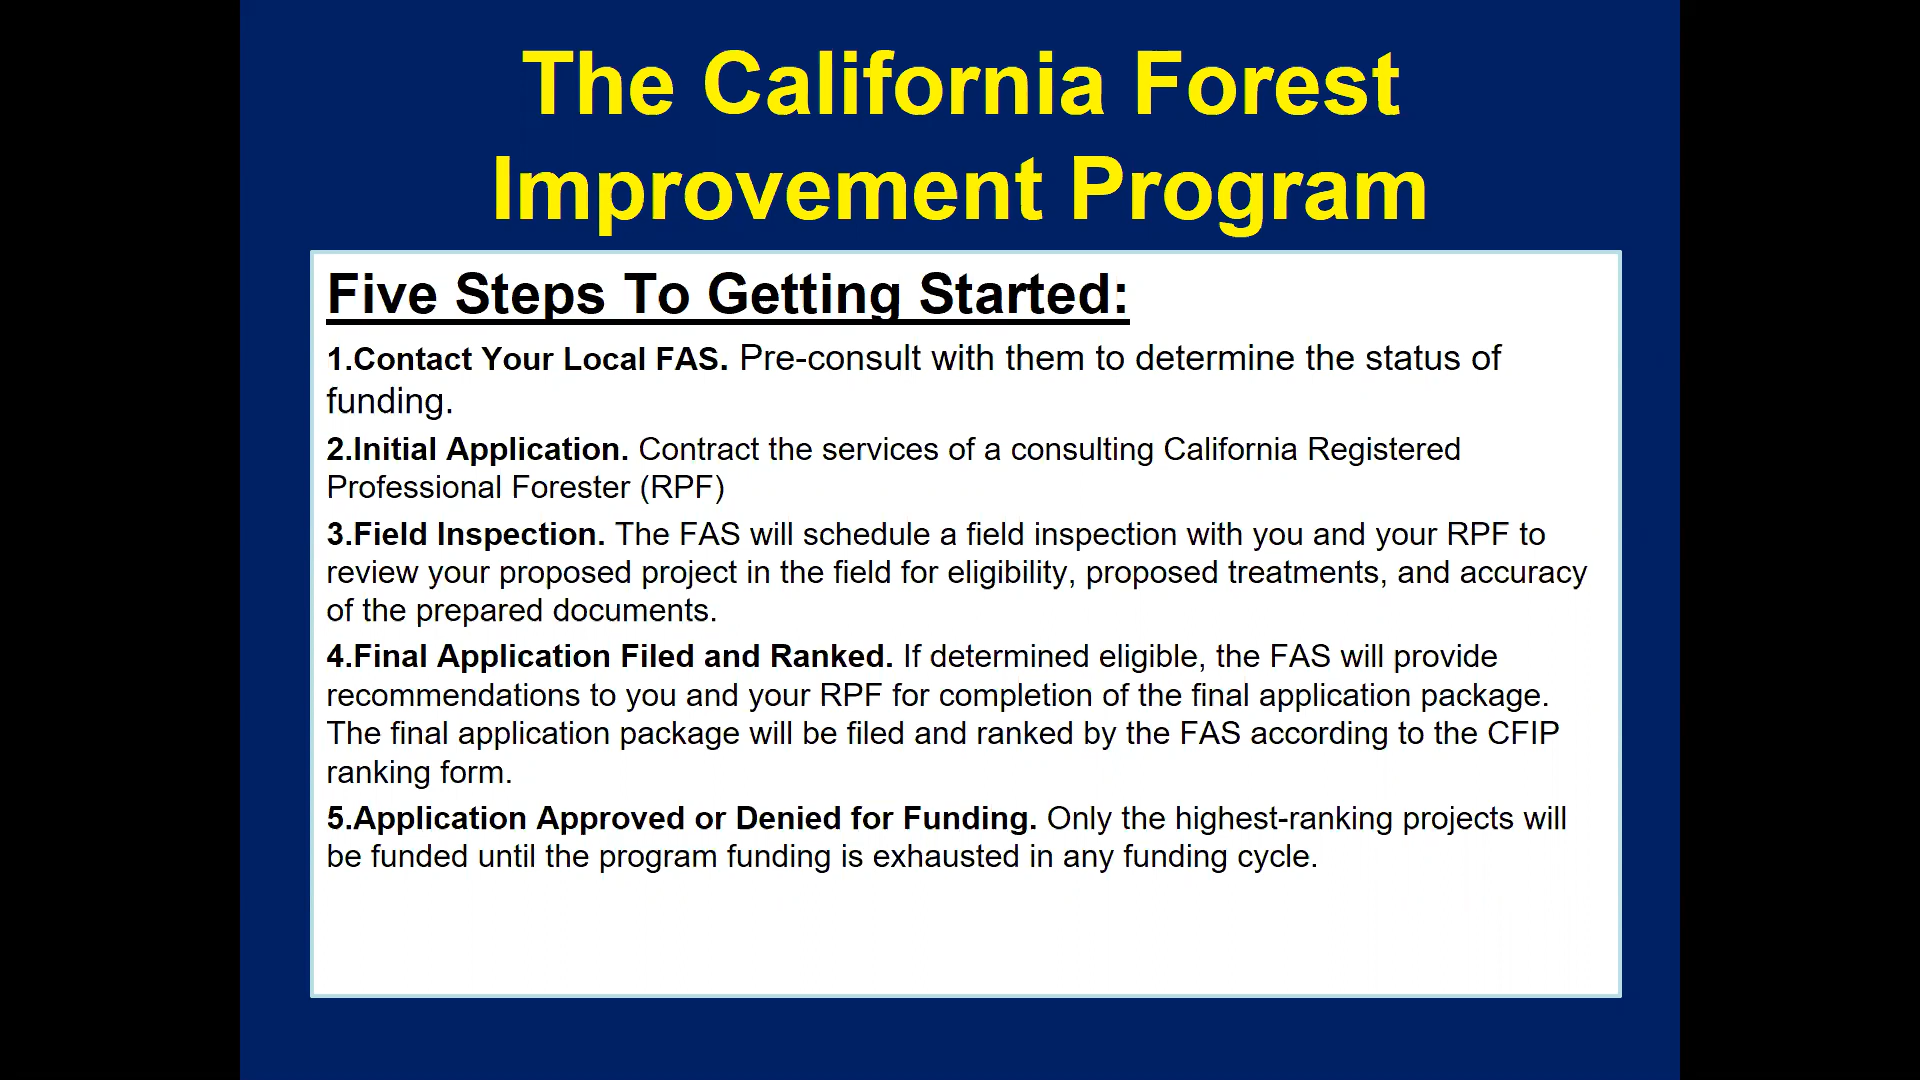 The California Forest
Improvement Program
Five Steps To Getting Started:
1.Contact Your Local FAS. Pre-consult with them to determine the status of
funding.
2.Initial Application. Contract the services of a consulting California Registered
Professional Forester (RPF)
3.Field Inspection. The FAS will schedule a field inspection with you and your RPF to
review your proposed project in the field for eligibility, proposed treatments, and accuracy
of the prepared documents.
4.Final Application Filed and Ranked. If determined eligible, the FAS will provide
recommendations to you and your RPF for completion of the final application package.
The final application package will be filed and ranked by the FAS according to the CFIP
ranking form.
5.Application Approved or Denied for Funding. Only the highest-ranking projects will
be funded until the program funding is exhausted in any funding cycle.